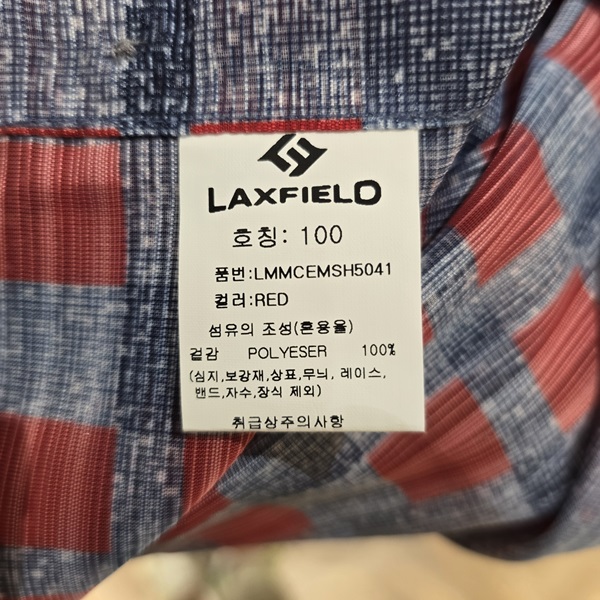 LAXFIELD
호칭: 100
품번:LMMCEMSH5041
컬러:RED
섬유의 조성(혼용율)
겉감 POLYESER 100%
(심지,보강재,상표,무늬, 레이스,
밴드,자수,장식 제외)
취급상주의사항